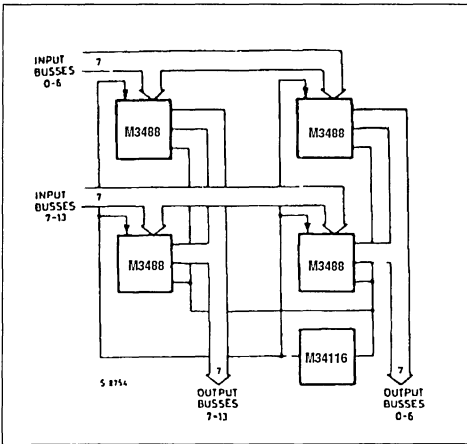 INPUT
BUSSES
0-6
7
M3488
M3488
INPUT
BUSSES
7-13
7
M3488
M3488
M34116
S 8754
7
OUTPUT
BUSSES
7-13
7
OUTPUT
BUSSES
0-6